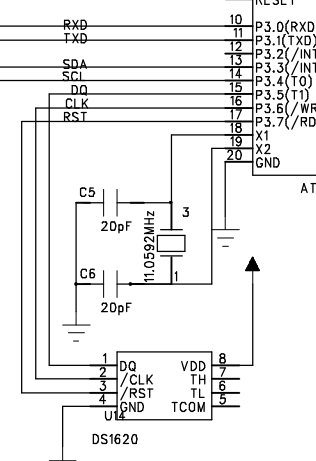 RESET
RXD 10 P3.0(RXD
TXD 11 P3.1(TXD)
12 P3.2(/INT
SDA 13 P3.3(/INT
SCL 14 P3.4(T0)
DQ 15 P3.5(T1)
CLK 16 P3.6(/WR
RST 17 P3.7(/RD
18 X1
19 X2
20 GND
AT
C5
20pF
3
11.0592MHz
C6
1
20pF
1 DQ VDD 8
2 /CLK TH 7
3 /RST TL 6
4 GND TCOM 5
U14
DS1620